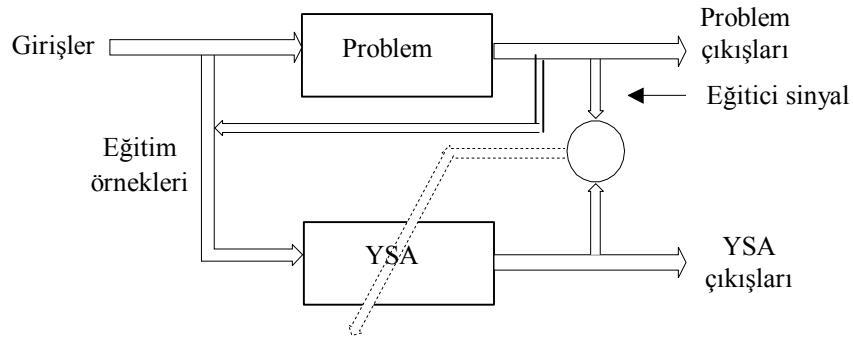 Girişler
Problem
Problem
çıkışları
Eğitici sinyal
Eğitim
örnekleri
YSA
YSA
çıkışları